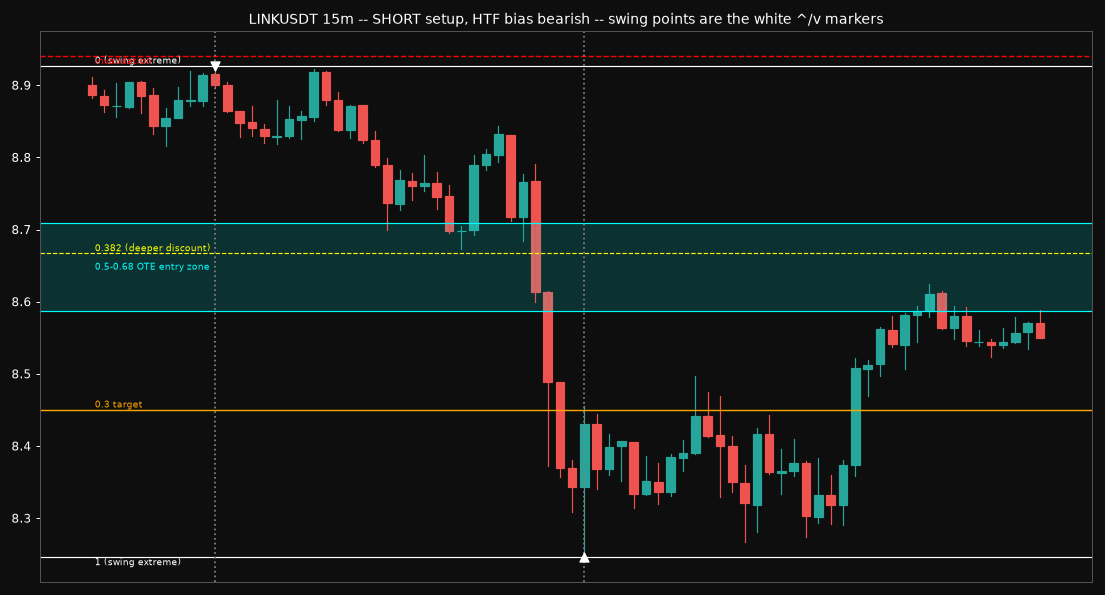 LINKUSDT 15m -- SHORT setup, HTF bias bearish -- swing points are the white ^/v markers
0 (swing extreme)
8.9
8.8
8.7
0.382 (deeper discount)
0.5-0.68 OTE entry zone
8.6
8.5
0.3 target
8.4
8.3
1 (swing extreme)